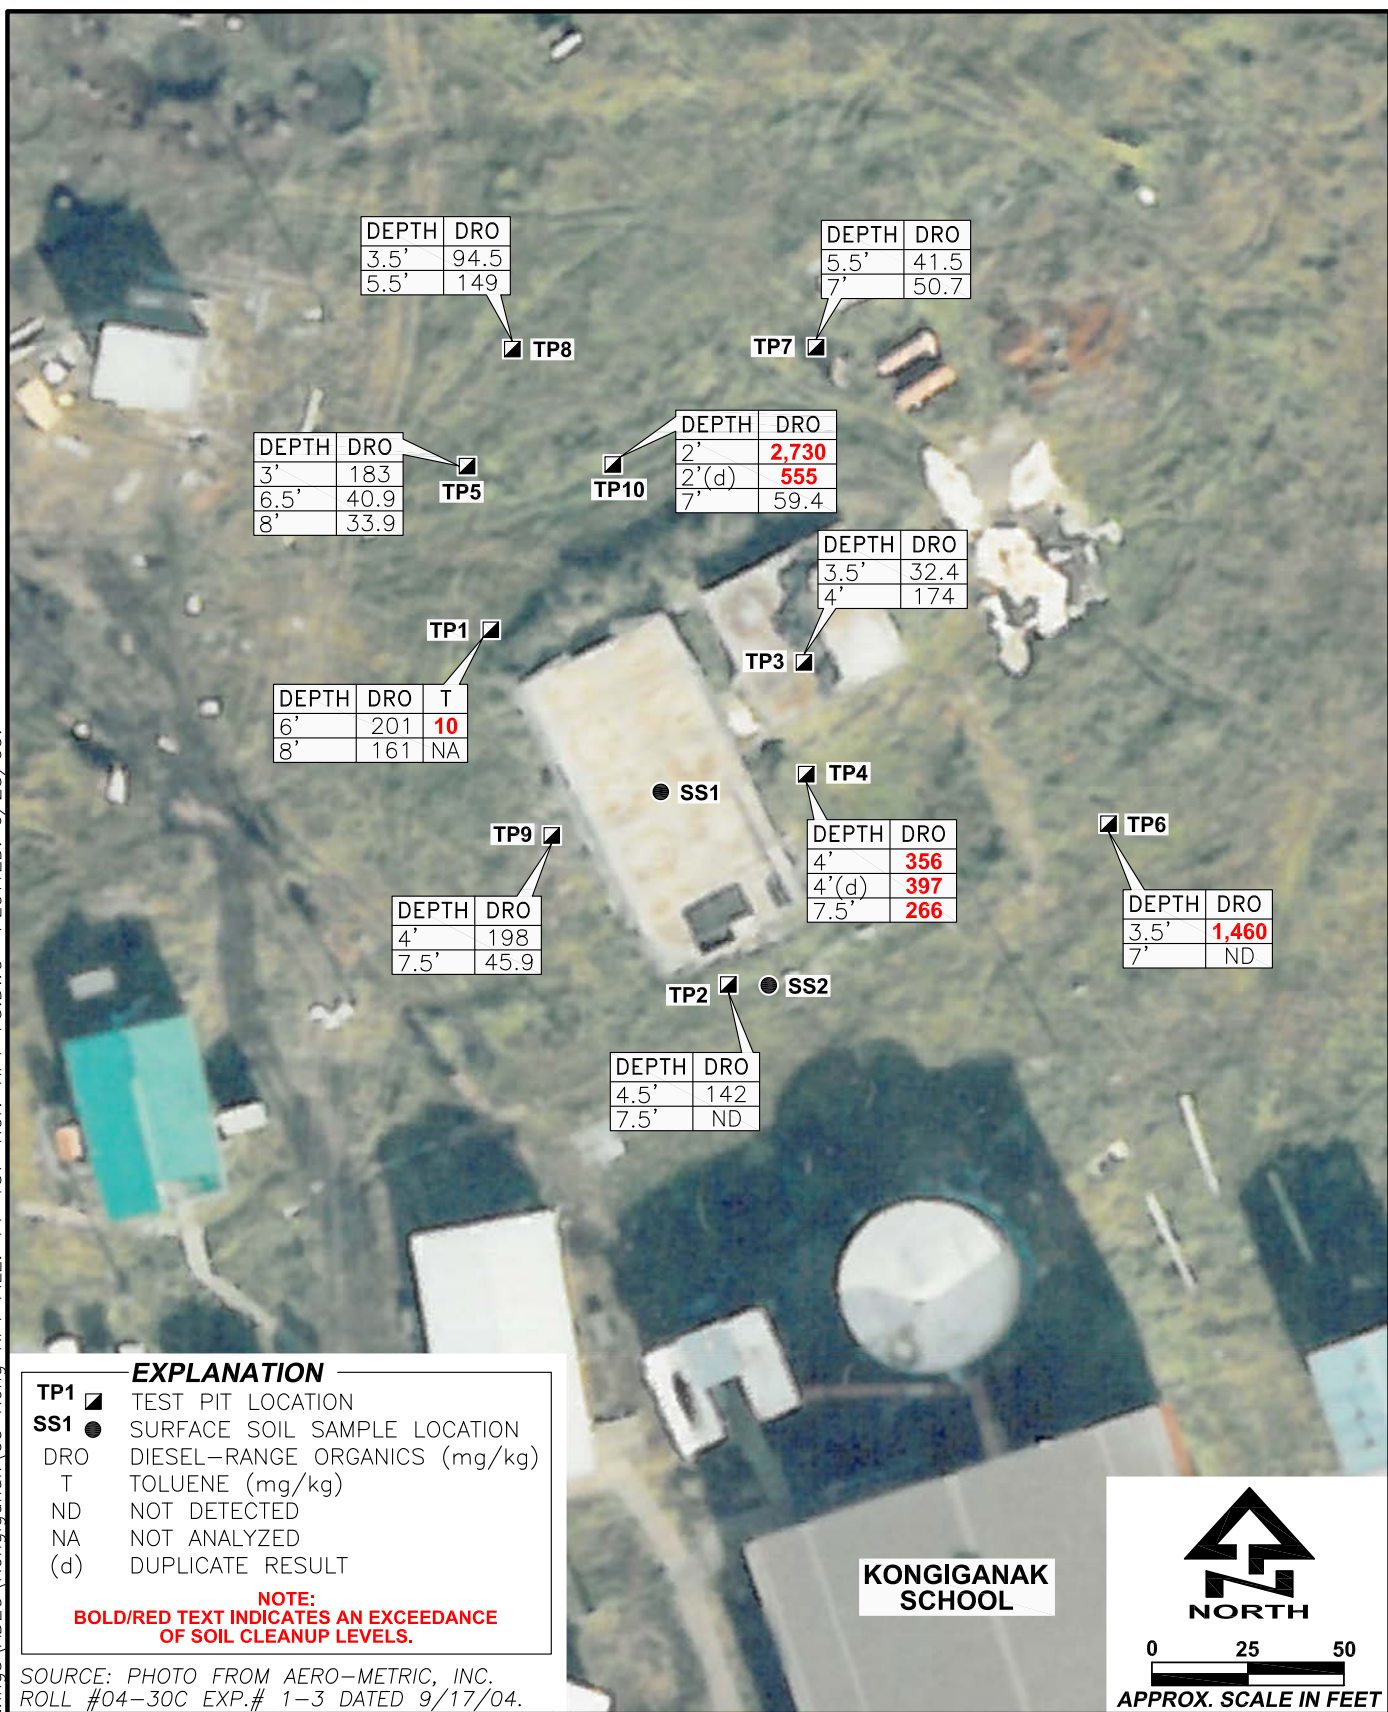 DEPTH DRO
3.5' 94.5
5.5' 149
TP8
DEPTH DRO
5.5' 41.5
7' 50.7
TP7
DEPTH DRO
3' 183
6.5' 40.9
8' 33.9
TP5
DEPTH DRO
2' 2,730
2'(d) 555
7' 59.4
TP10
DEPTH DRO
3.5' 32.4
4' 174
TP3
TP1
DEPTH DRO T
6' 201 10
8' 161 NA
SS1
TP4
DEPTH DRO
4' 356
4'(d) 397
7.5' 266
TP6
DEPTH DRO
3.5' 1,460
7' ND
TP9
DEPTH DRO
4' 198
7.5' 45.9
TP2
SS2
DEPTH DRO
4.5' 142
7.5' ND
EXPLANATION
TP1 TEST PIT LOCATION
SS1 SURFACE SOIL SAMPLE LOCATION
DRO DIESEL-RANGE ORGANICS (mg/kg)
T TOLUENE (mg/kg)
ND NOT DETECTED
NA NOT ANALYZED
(d) DUPLICATE RESULT
NOTE:
BOLD/RED TEXT INDICATES AN EXCEEDANCE
OF SOIL CLEANUP LEVELS.
SOURCE: PHOTO FROM AERO-METRIC, INC.
ROLL #04-30C EXP.# 1-3 DATED 9/17/04.
KONGIGANAK
SCHOOL
NORTH
0 25 50
APPROX. SCALE IN FEET